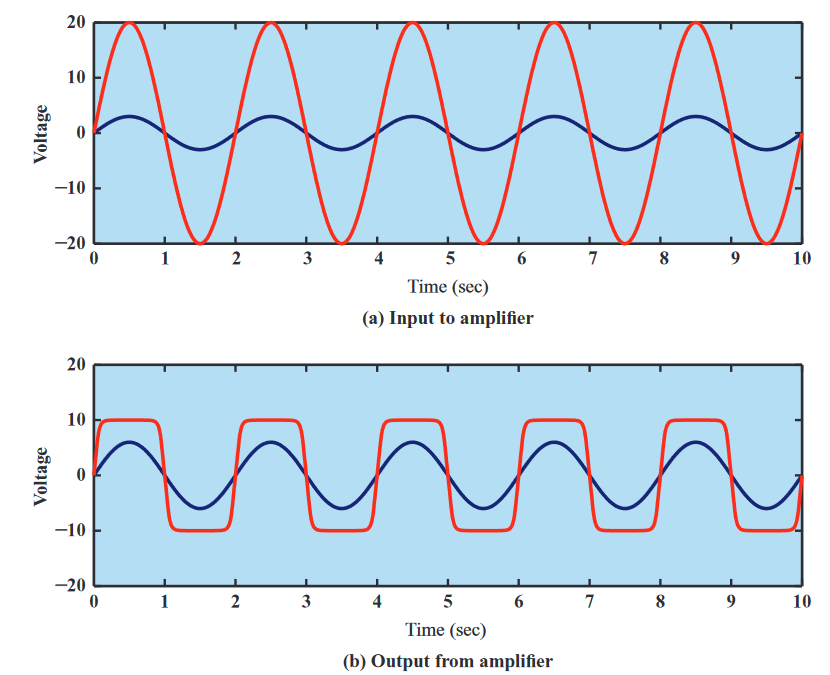 20
10
0
−10
−20
Voltage
0 1 2 3 4 5 6 7 8 9 10
Time (sec)
(a) Input to amplifier
20
10
0
−10
−20
Voltage
0 1 2 3 4 5 6 7 8 9 10
Time (sec)
(b) Output from amplifier